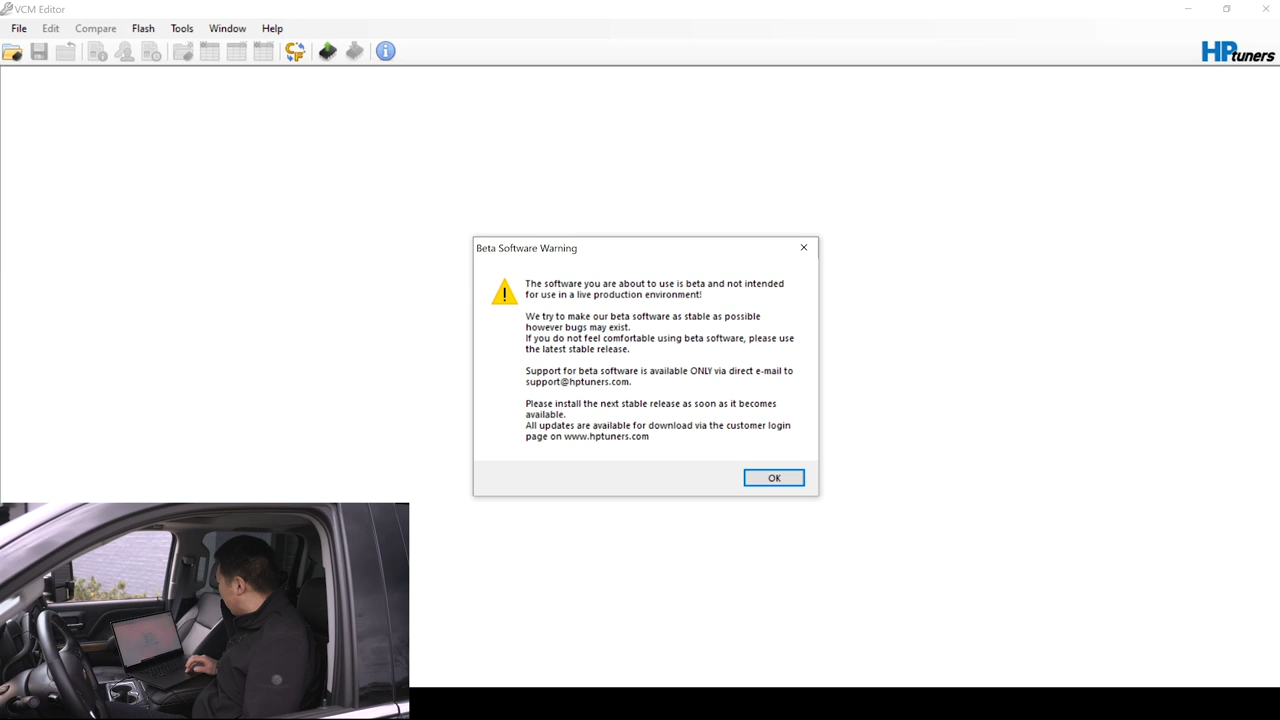 VCM Editor
File Edit Compare Flash Tools Window Help
HPtuners
Beta Software Warning
The software you are about to use is beta and not intended
for use in a live production environment!
We try to make our beta software as stable as possible
however bugs may exist.
If you do not feel comfortable using beta software, please use
the latest stable release.
Support for beta software is available ONLY via direct e-mail to
support@hptuners.com.
Please install the next stable release as soon as it becomes
available.
All updates are available for download via the customer login
page on www.hptuners.com
OK